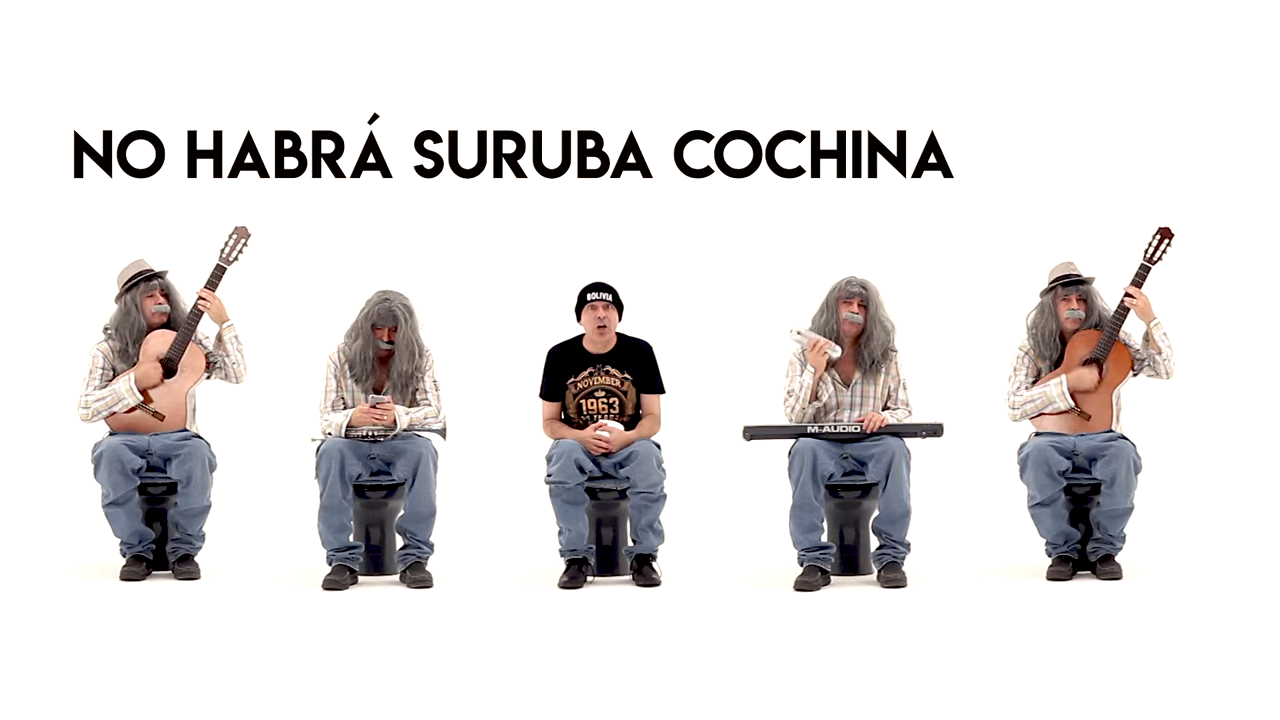 NO HABRÁ SURUBA COCHINA
BOLIVIA
NOVEMBER
1963
M-AUDIO